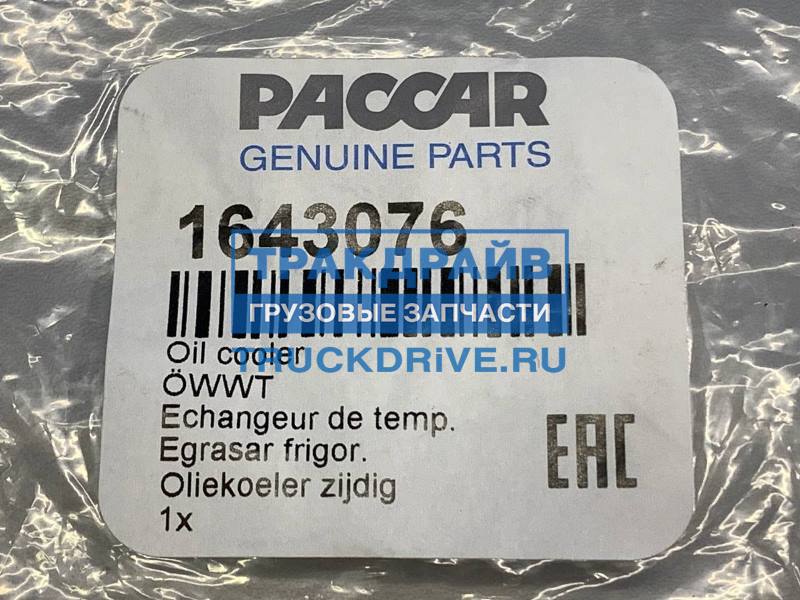 PACCAR
GENUINE PARTS
1643076
ТРАКДРАЙВ
ГРУЗОВЫЕ ЗАПЧАСТИ
TRUCKDRIVE.RU
Oil cooler
ÖWWT
Echangeur de temp.
Egrasar frigor.
Oliekoeler zijdig
1x
EAC